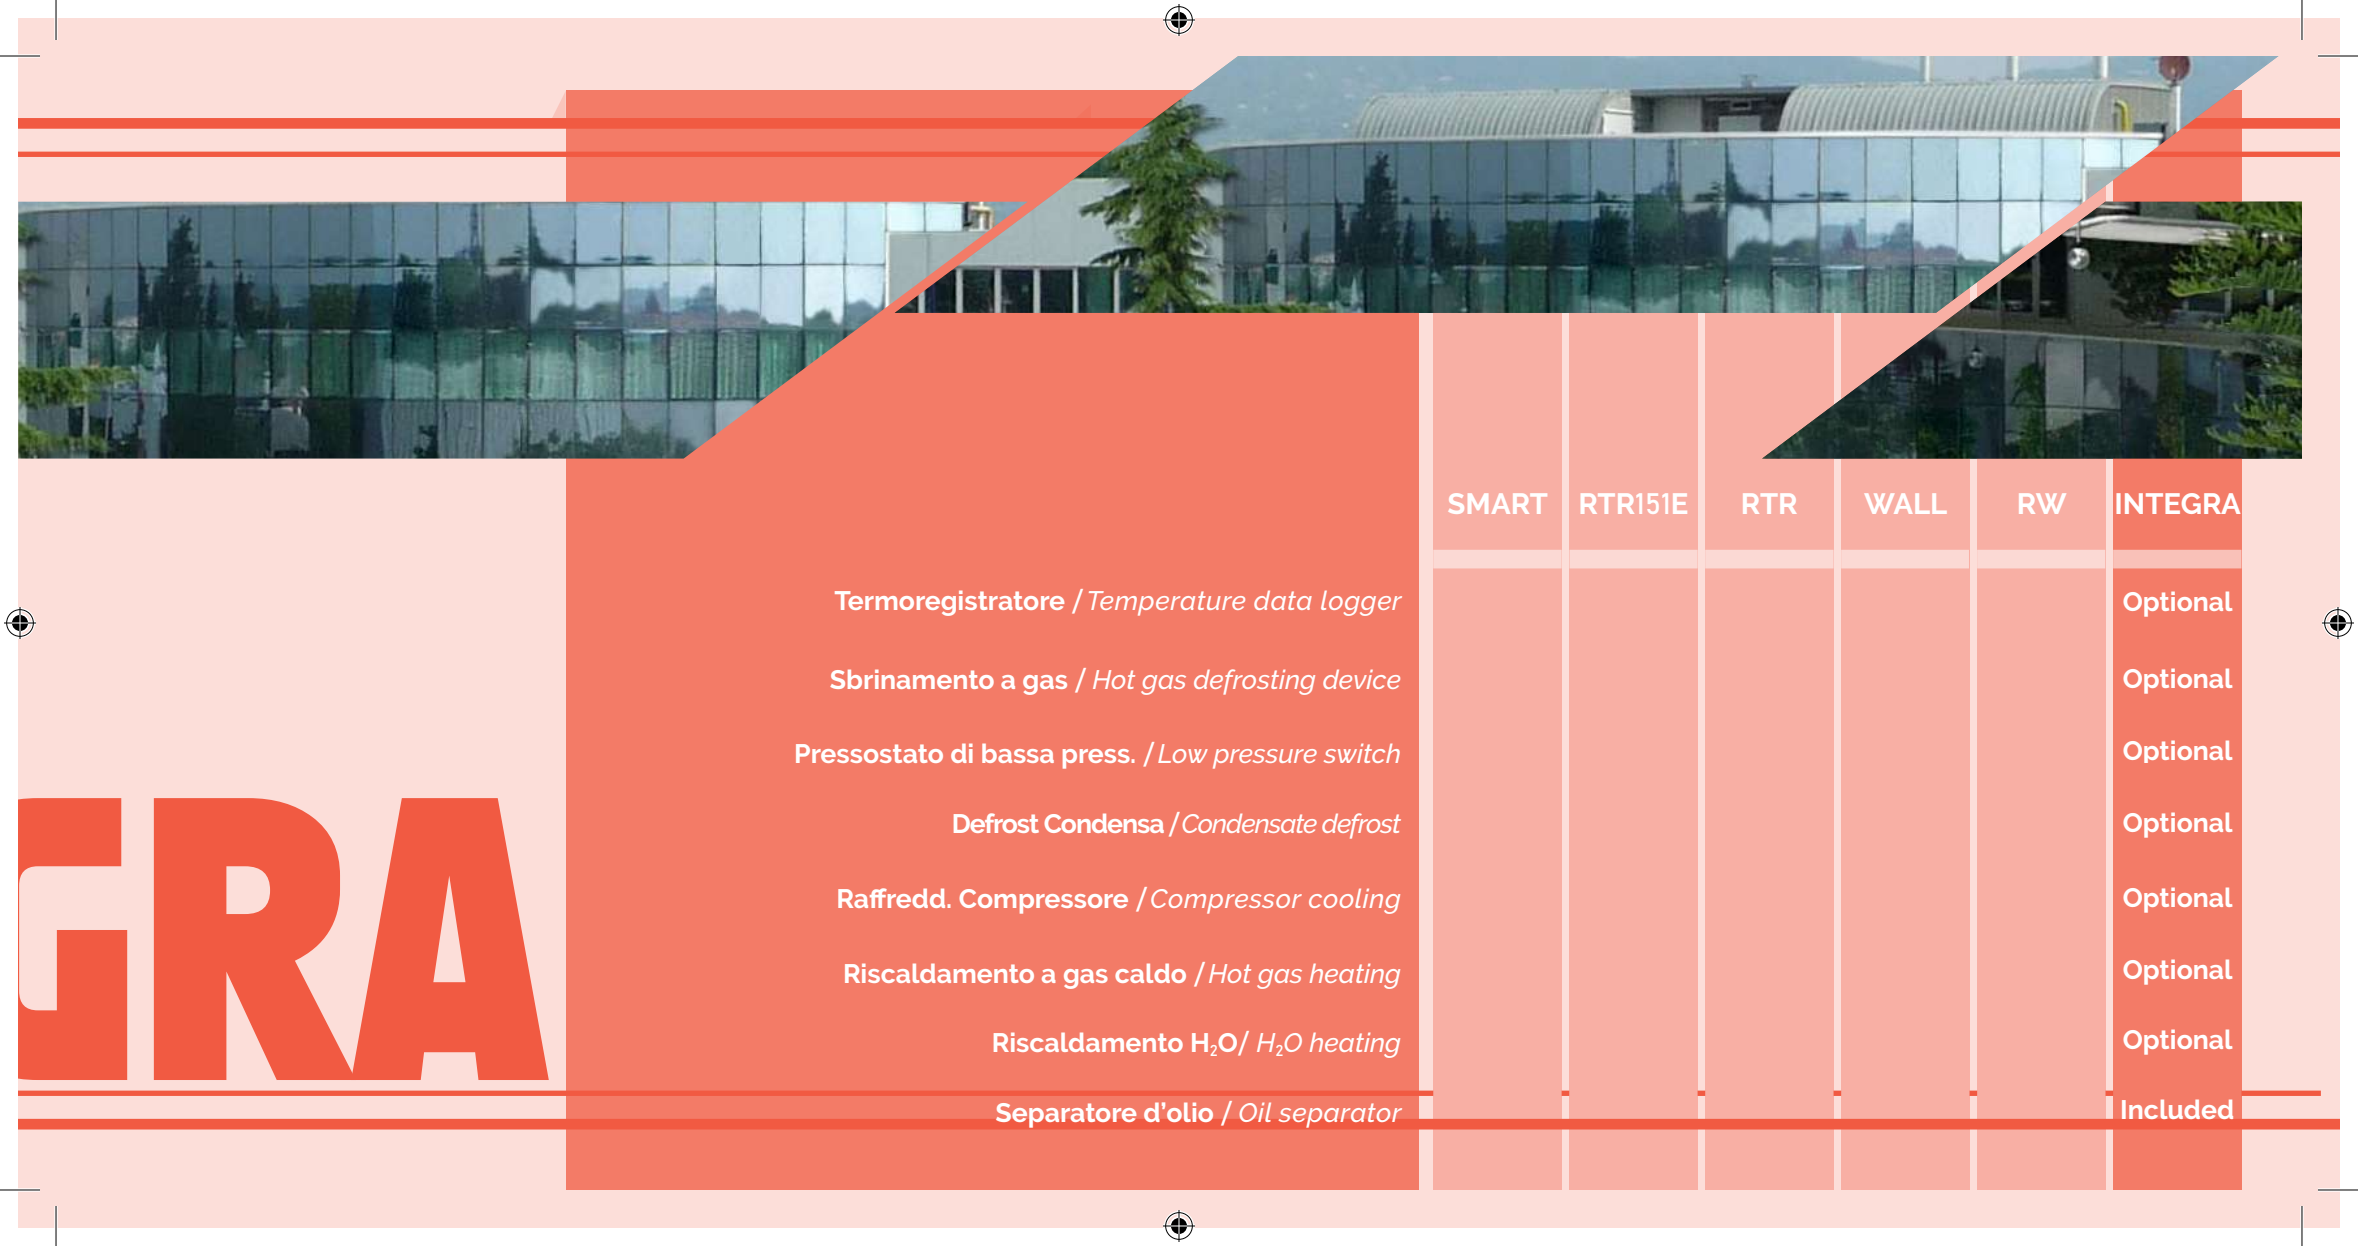 SMART RTR151E RTR WALL RW INTEGRA
Termoregistratore / Temperature data logger Optional
Sbrinamento a gas / Hot gas defrosting device Optional
Pressostato di bassa press. / Low pressure switch Optional
Defrost Condensa / Condensate defrost Optional
Raffredd. Compressore / Compressor cooling Optional
Riscaldamento a gas caldo / Hot gas heating Optional
Riscaldamento H₂O/ H₂O heating Optional
Separatore d'olio / Oil separator Included
GRA